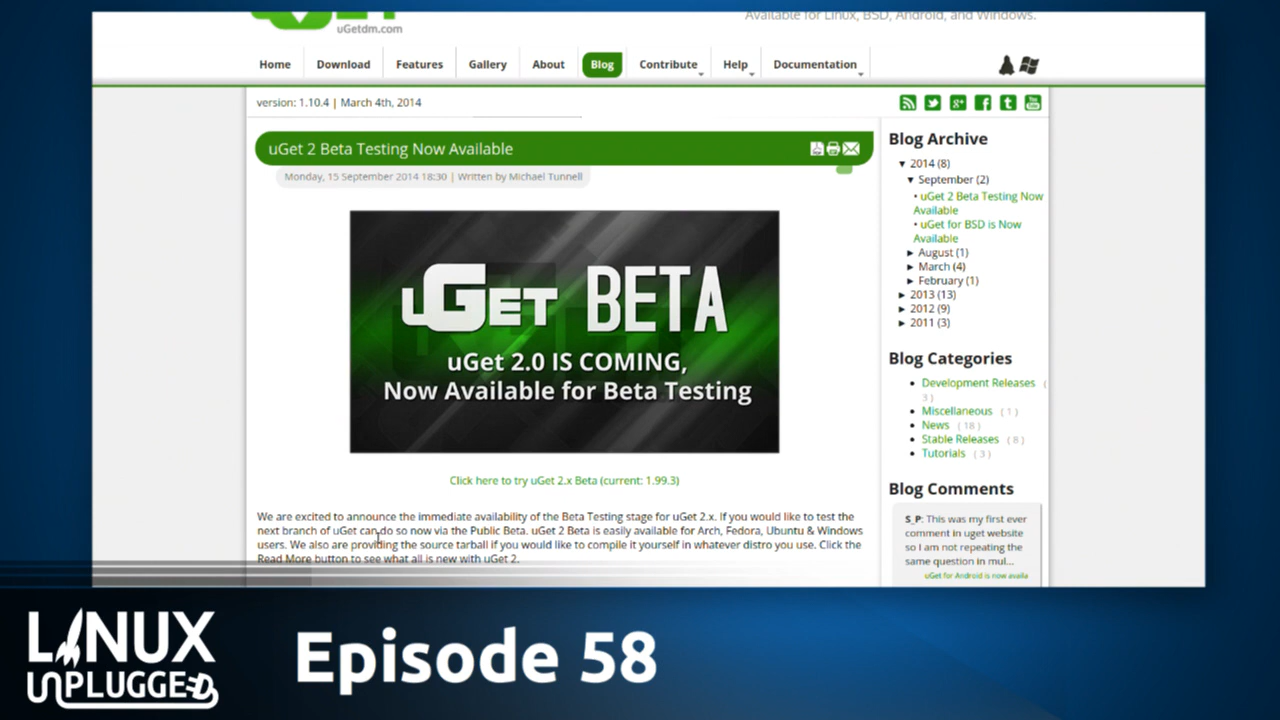 uGetdm.com
Available for Linux, BSD, Android, and Windows.
Home Download Features Gallery About Blog Contribute Help Documentation
version: 1.10.4 | March 4th, 2014
uGet 2 Beta Testing Now Available
Monday, 15 September 2014 18:30 | Written by Michael Tunnell
uGET BETA
uGet 2.0 IS COMING,
Now Available for Beta Testing
Click here to try uGet 2.x Beta (current: 1.99.3)
We are excited to announce the immediate availability of the Beta Testing stage for uGet 2.x. If you would like to test the
next branch of uGet can do so now via the Public Beta. uGet 2 Beta is easily available for Arch, Fedora, Ubuntu & Windows
users. We also are providing the source tarball if you would like to compile it yourself in whatever distro you use. Click the
Read More button to see what all is new with uGet 2.
Blog Archive
▼ 2014 (8)
▼ September (2)
• uGet 2 Beta Testing Now
Available
• uGet for BSD is Now
Available
► August (1)
► March (4)
► February (1)
► 2013 (13)
► 2012 (9)
► 2011 (3)
Blog Categories
• Development Releases (
3 )
• Miscellaneous ( 1 )
• News ( 18 )
• Stable Releases ( 8 )
• Tutorials ( 3 )
Blog Comments
S_P: This was my first ever
comment in uget website
so I am not repeating the
same question in mul...
uGet for Android is now availa
LINUX
UNPLUGGED
Episode 58